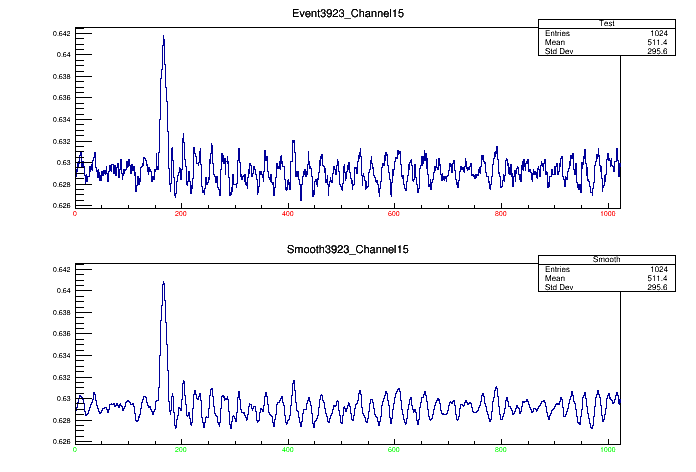 Event3923_Channel15
Test
Entries 1024
Mean 511.4
Std Dev 295.6
0.642
0.64
0.638
0.636
0.634
0.632
0.63
0.628
0.626
0 200 400 600 800 1000
Smooth3923_Channel15
Smooth
Entries 1024
Mean 511.4
Std Dev 295.6
0.642
0.64
0.638
0.636
0.634
0.632
0.63
0.628
0.626
0 200 400 600 800 1000